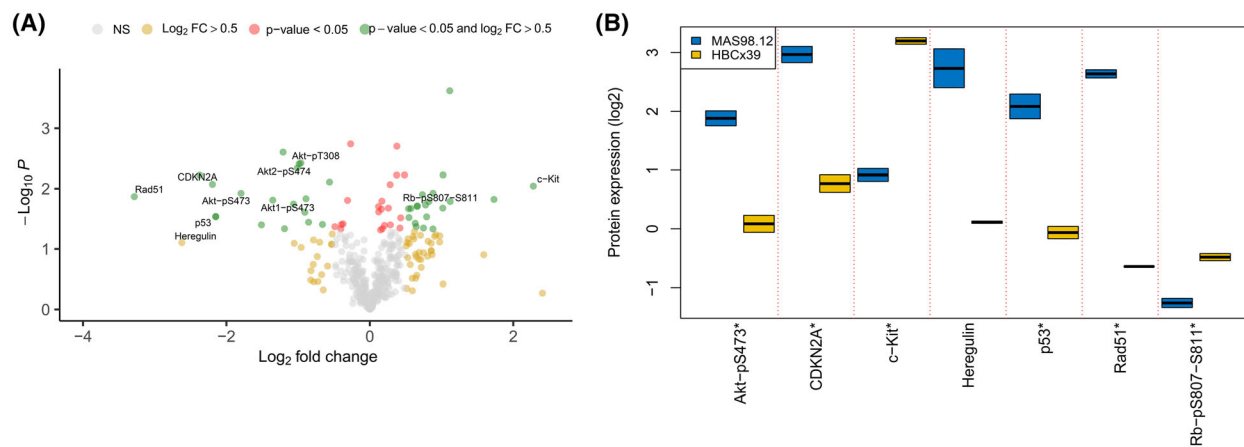 (A)
NS Log₂ FC > 0.5 p-value < 0.05 p – value < 0.05 and log₂ FC > 0.5
–Log₁₀ P
3
2
1
0
Akt-pT308
Akt2-pS474
CDKN2A
c-Kit
Rad51
Akt-pS473
Rb-pS807-S811
Akt1-pS473
p53
Heregulin
−4 −2 0 2
Log₂ fold change
(B)
MAS98.12
HBCx39
Protein expression (log2)
3
2
1
0
−1
Akt−pS473*
CDKN2A*
c−Kit*
Heregulin
p53*
Rad51*
Rb−pS807−S811*